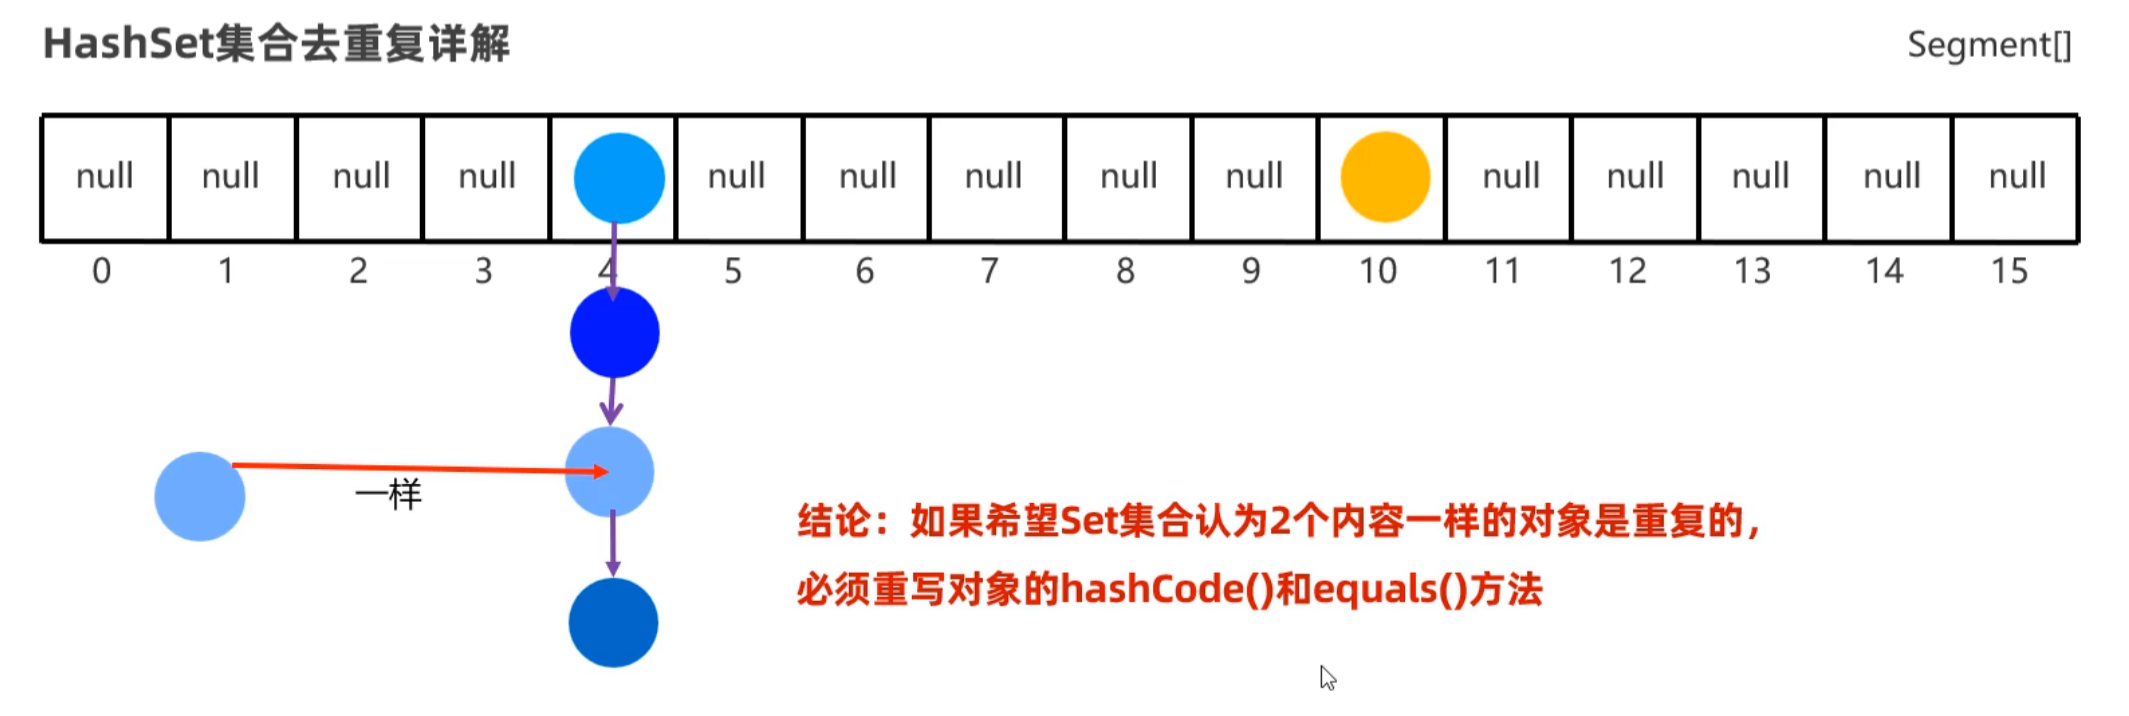 HashSet集合去重复详解
Segment[]
null null null null null null null null null null null null null null
0 1 2 3 4 5 6 7 8 9 10 11 12 13 14 15
一样
结论：如果希望Set集合认为2个内容一样的对象是重复的，
必须重写对象的hashCode()和equals()方法